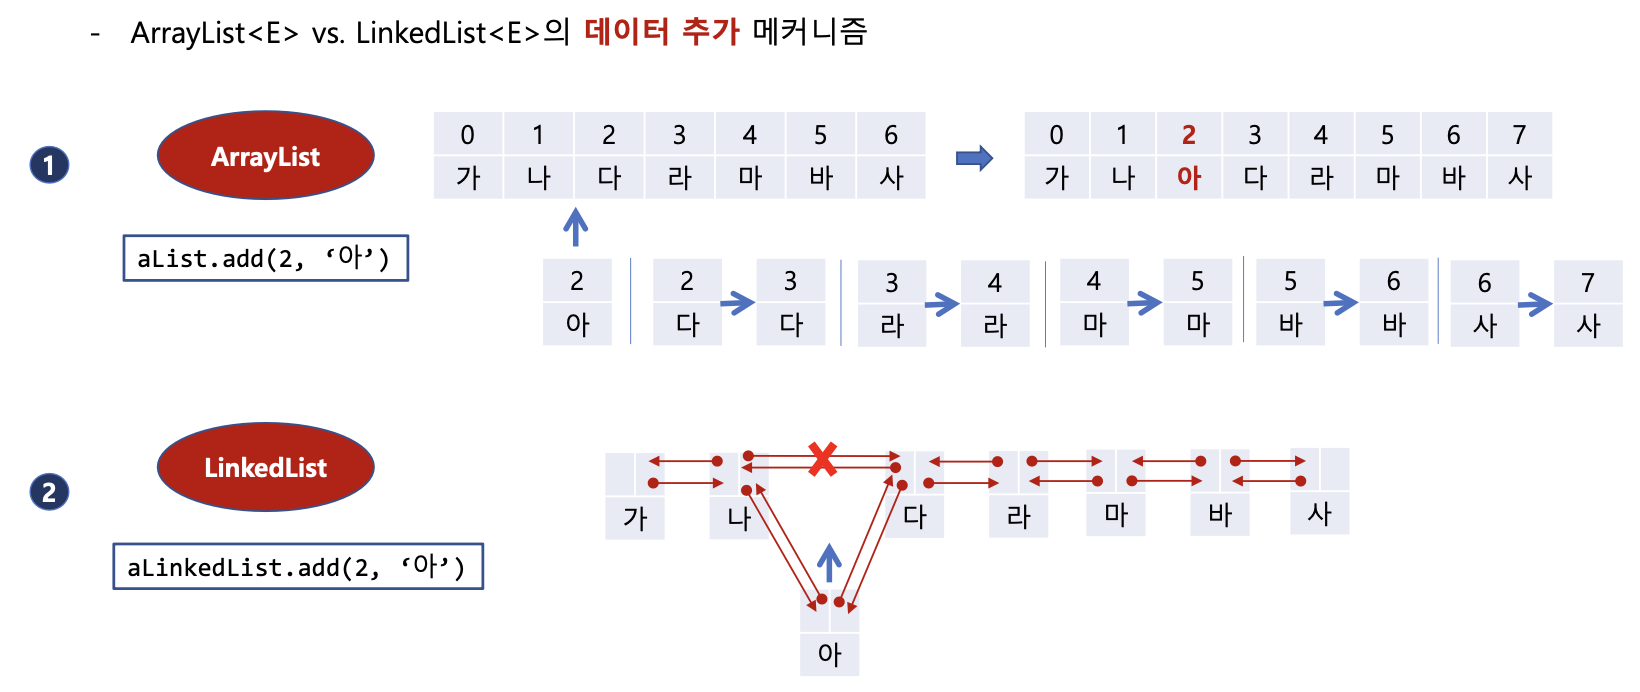 - ArrayList<E> vs. LinkedList<E>의 데이터 추가 메커니즘
1
ArrayList
aList.add(2, ‘아’)
0 1 2 3 4 5 6
가 나 다 라 마 바 사
0 1 2 3 4 5 6 7
가 나 아 다 라 마 바 사
2 2 3 3 4 4 5 5 6 6 7
아 다 다 라 라 마 마 바 바 사 사
2
LinkedList
aLinkedList.add(2, ‘아’)
가 나 다 라 마 바 사
아